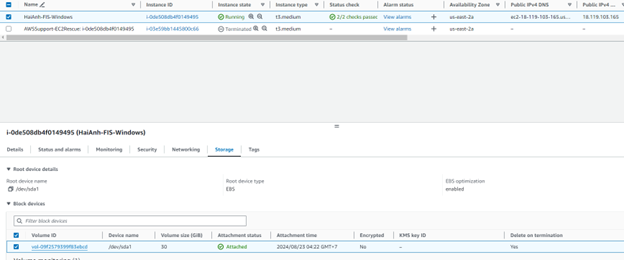 Name Instance ID Instance state Instance type Status check Alarm status Availability Zone Public IPv4 DNS Public IPv4 ...
HaiAnh-FIS-Windows i-0de508db4f0149495 Running t3.medium 2/2 checks passec View alarms + us-east-2a ec2-18-119-103-165.us... 18.119.103.165
AWSSupport-EC2Rescue: i-0de508db4f0149495 i-03e59bb1445800c66 Terminated t3.medium – View alarms + us-east-2a – –
i-0de508db4f0149495 (HaiAnh-FIS-Windows)
Details Status and alarms Monitoring Security Networking Storage Tags
Root device details
Root device name Root device type EBS optimization
/dev/sda1 EBS enabled
Block devices
Filter block devices
Volume ID Device name Volume size (GiB) Attachment status Attachment time Encrypted KMS key ID Delete on termination
vol-09f2579399f83abcd /dev/sda1 30 Attached 2024/08/23 04:22 GMT+7 No – Yes